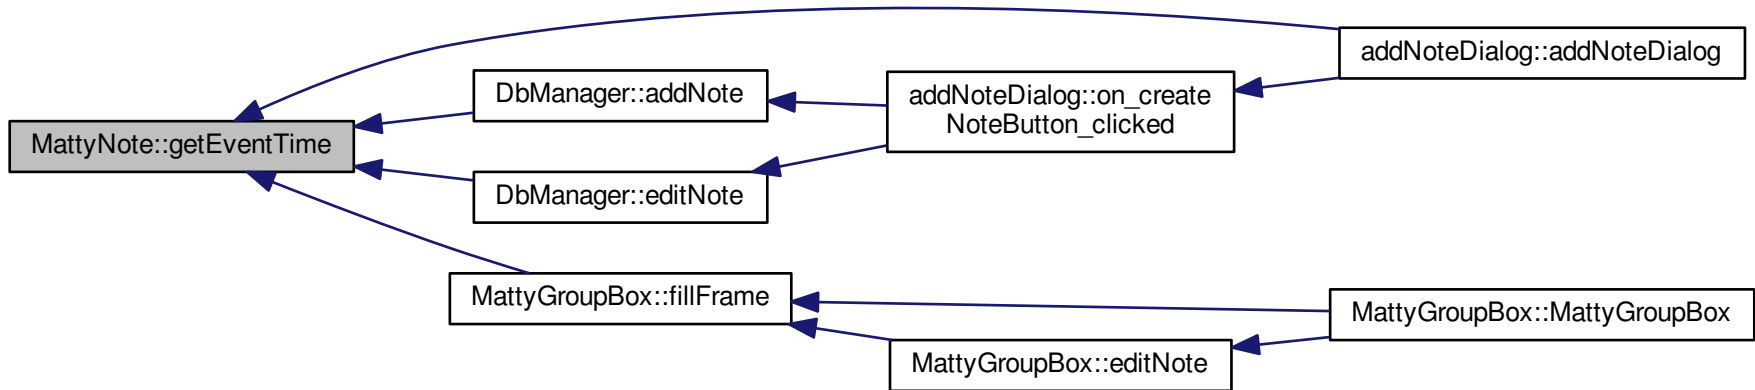 addNoteDialog::addNoteDialog
DbManager::addNote
addNoteDialog::on_create
NoteButton_clicked
MattyNote::getEventTime
DbManager::editNote
MattyGroupBox::fillFrame
MattyGroupBox::MattyGroupBox
MattyGroupBox::editNote